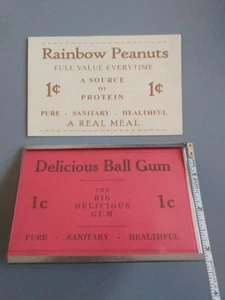 Rainbow Peanuts
FULL VALUE EVERYTIME
1¢ A SOURCE 1¢
OF
PROTEIN
PURE - SANITARY - HEALTHFUL
A REAL MEAL
Delicious Ball Gum
1c THE 1c
BIG
DELICIOUS
GUM
PURE - SANITARY - HEALTHFUL